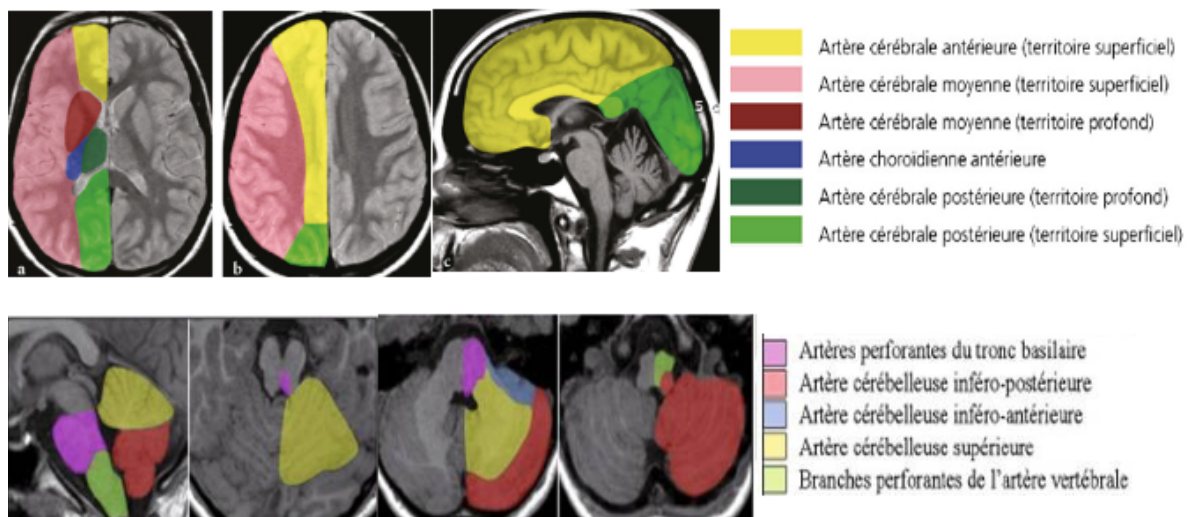 Artère cérébrale antérieure (territoire superficiel)
Artère cérébrale moyenne (territoire superficiel)
Artère cérébrale moyenne (territoire profond)
Artère choroïdienne antérieure
Artère cérébrale postérieure (territoire profond)
Artère cérébrale postérieure (territoire superficiel)
a
b
c
Artères perforantes du tronc basilaire
Artère cérébelleuse inféro-postérieure
Artère cérébelleuse inféro-antérieure
Artère cérébelleuse supérieure
Branches perforantes de l'artère vertébrale